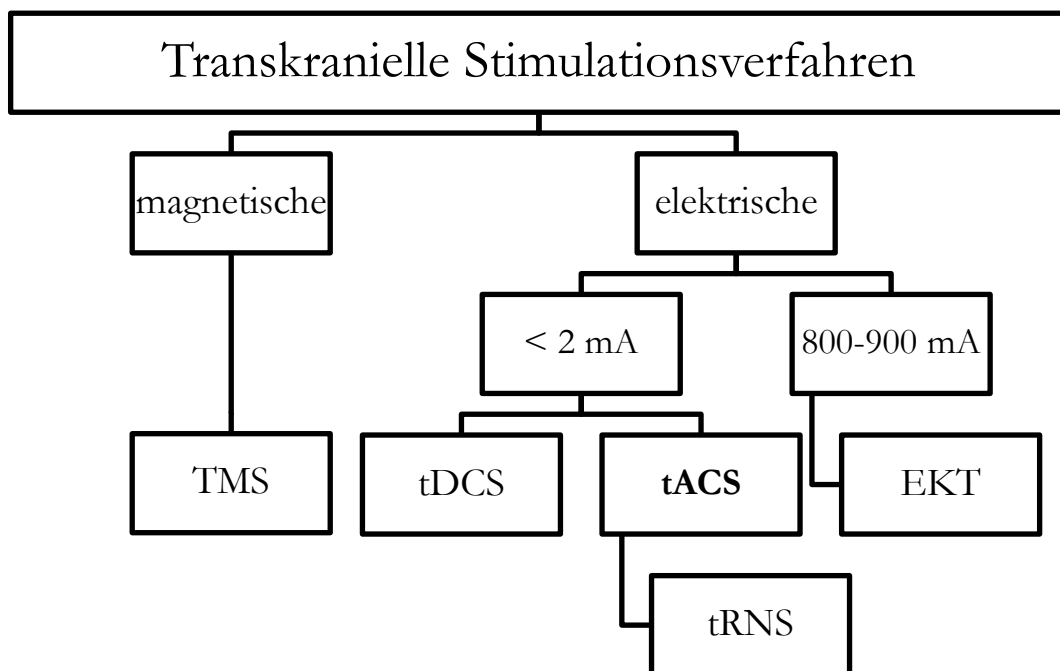 Transkranielle Stimulationsverfahren
magnetische
elektrische
< 2 mA
800-900 mA
TMS
tDCS
tACS
EKT
tRNS